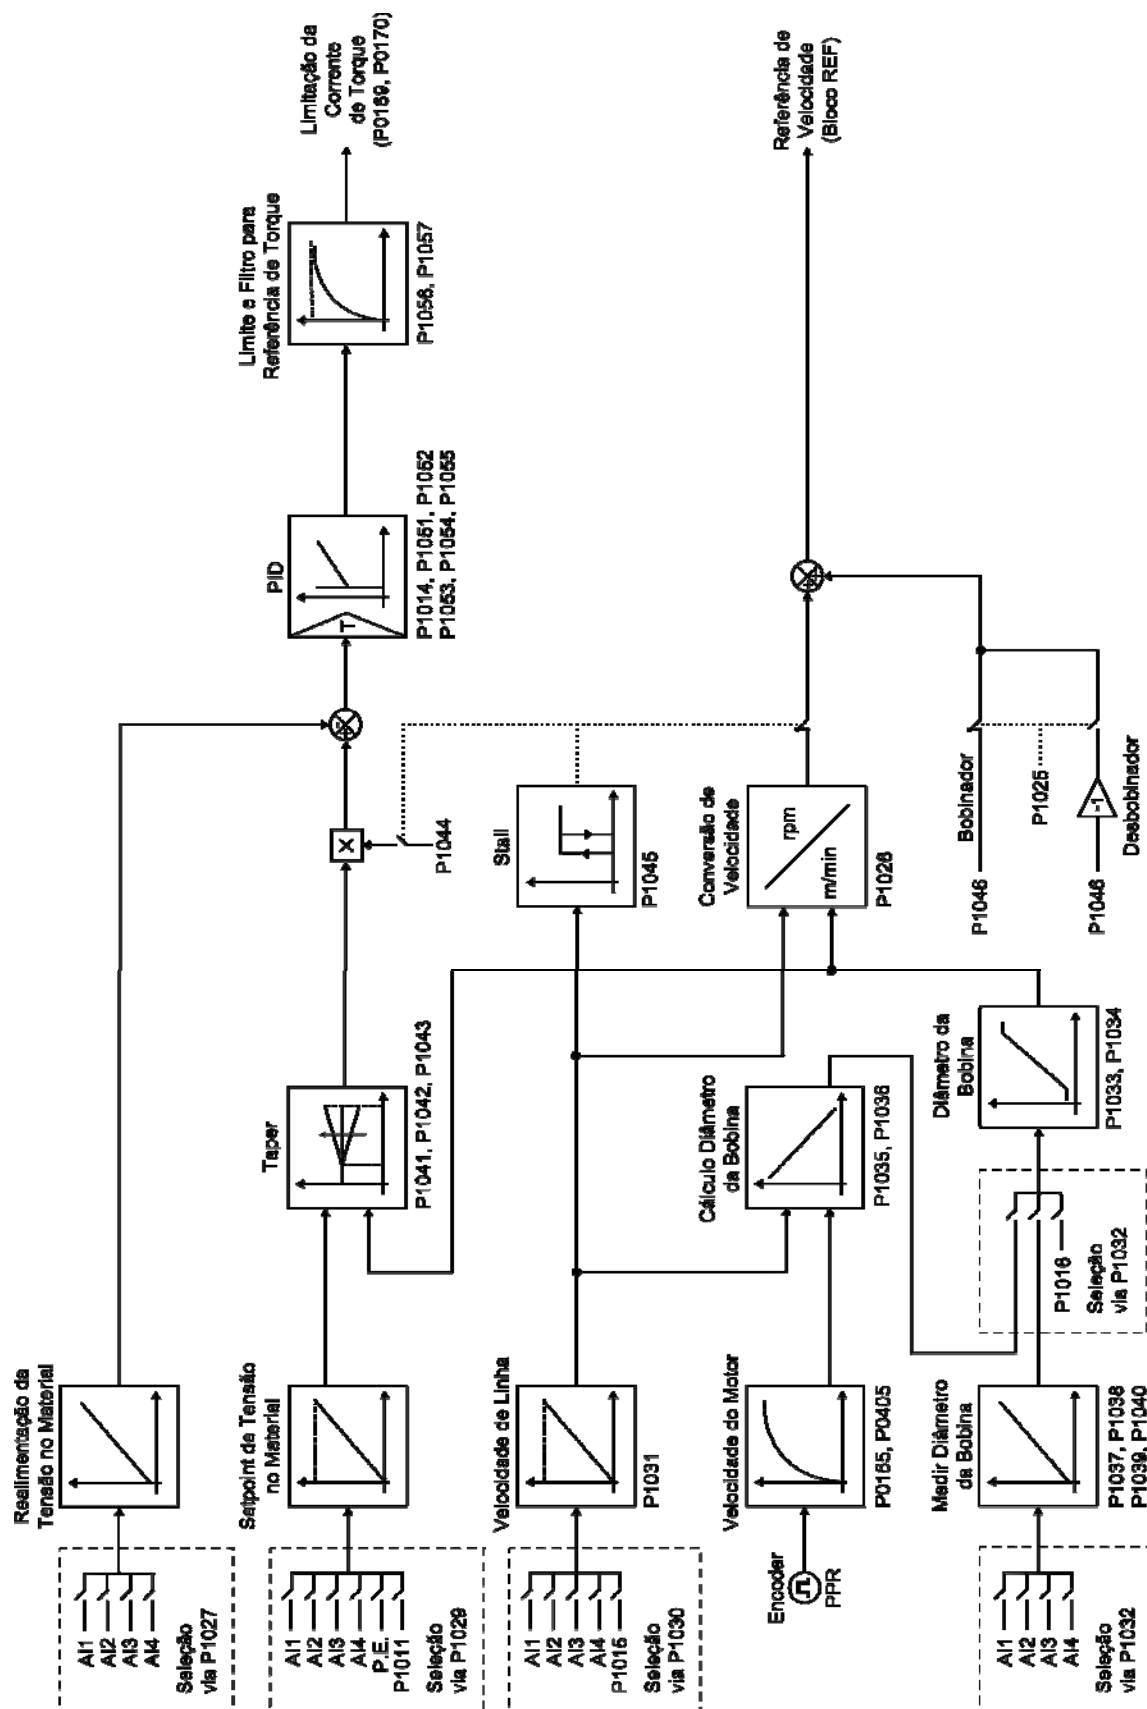 AI1
AI2
AI3
AI4
Seleção
via P1027
Realimentação da
Tensão no Material
AI1
AI2
AI3
AI4
P.E.
P1011
Seleção
via P1029
Setpoint de Tensão
no Material
Taper
P1041, P1042, P1043
X
P1044
PID
T
P1014, P1051, P1052
P1053, P1054, P1055
Limite e Filtro para
Referência de Torque
P1056, P1057
Limitação da
Corrente
de Torque
(P0169, P0170)
AI1
AI2
AI3
AI4
P1015
Seleção
via P1030
Velocidade de Linha
P1031
Stall
P1045
Encoder
PPR
Velocidade do Motor
P0165, P0405
Cálculo Diâmetro
da Bobina
P1035, P1036
Conversão de
Velocidade
rpm
m/min
P1026
Referência de
Velocidade
(Bloco REF)
AI1
AI2
AI3
AI4
Seleção
via P1032
Medir Diâmetro
da Bobina
P1037, P1038
P1039, P1040
P1016
Seleção
via P1032
Diâmetro da
Bobina
P1033, P1034
P1046
Bobinador
P1025
P1046
-1
Desbobinador